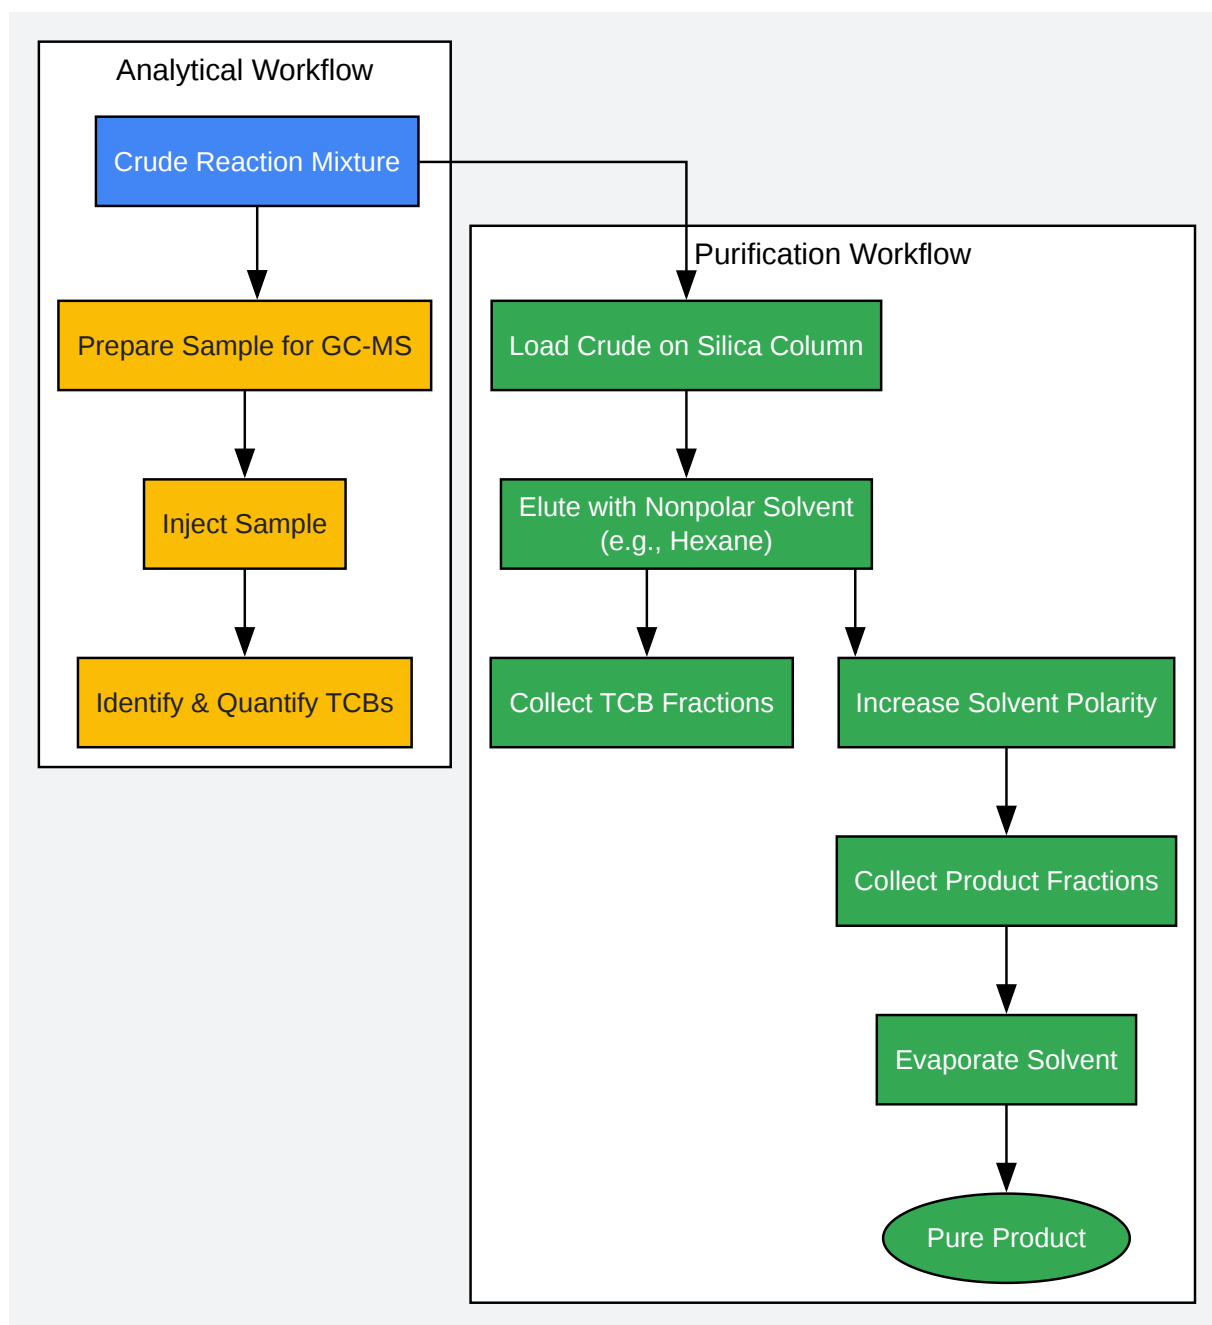 Analytical Workflow
Crude Reaction Mixture
Prepare Sample for GC-MS
Inject Sample
Identify & Quantify TCBs
Purification Workflow
Load Crude on Silica Column
Elute with Nonpolar Solvent
(e.g., Hexane)
Collect TCB Fractions
Increase Solvent Polarity
Collect Product Fractions
Evaporate Solvent
Pure Product